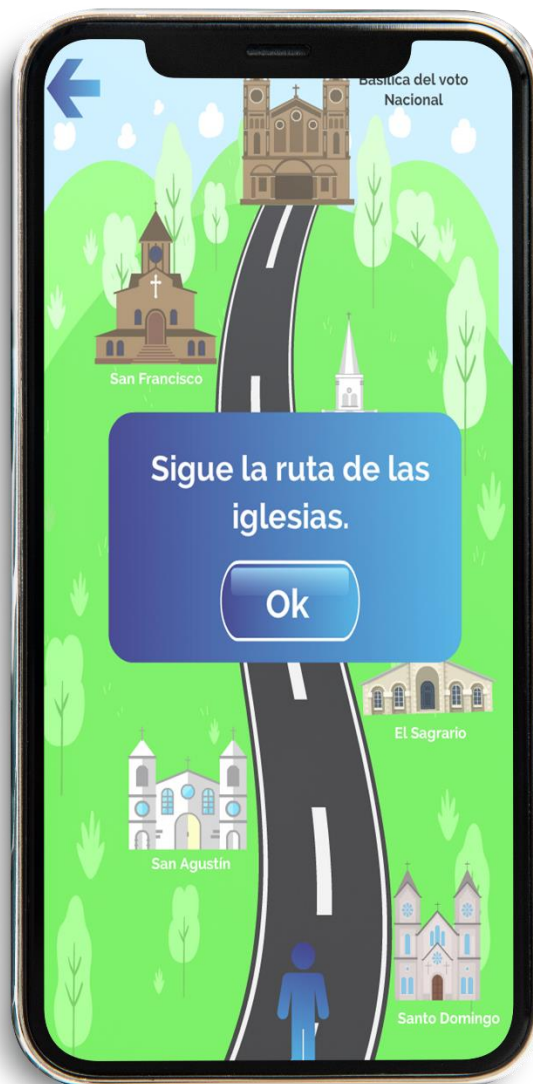 Basílica del voto
Nacional
San Francisco
Sigue la ruta de las
iglesias.
Ok
El Sagrario
San Agustín
Santo Domingo